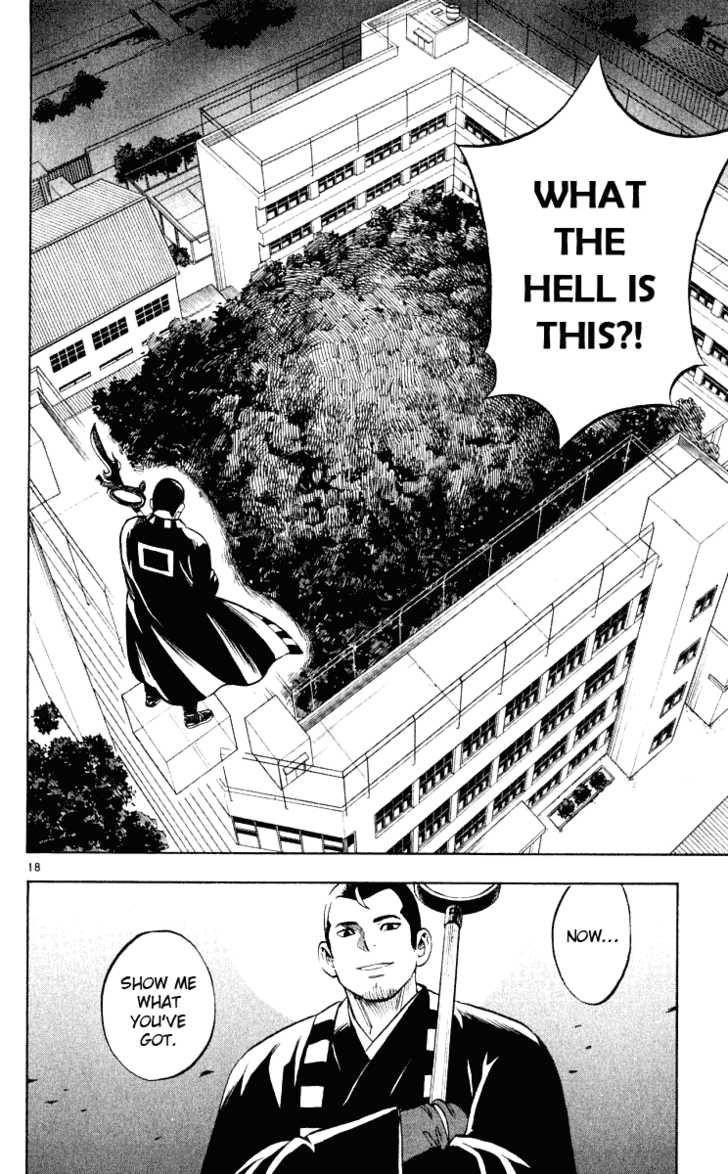 WHAT
THE
HELL IS
THIS?!
18
NOW...
SHOW ME
WHAT
YOU'VE
GOT.